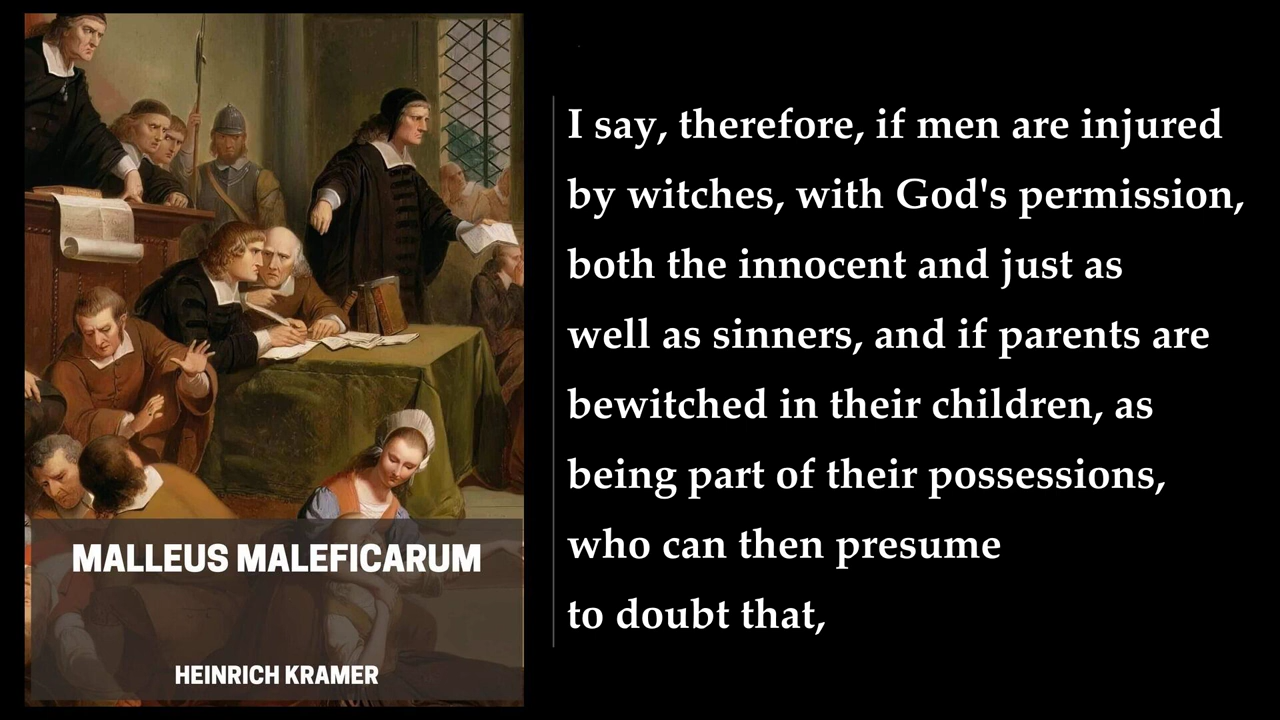 MALLEUS MALEFICARUM
HEINRICH KRAMER
I say, therefore, if men are injured
by witches, with God's permission,
both the innocent and just as
well as sinners, and if parents are
bewitched in their children, as
being part of their possessions,
who can then presume
to doubt that,